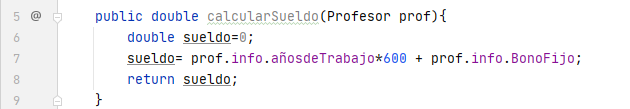 5 @ public double calcularSueldo(Profesor prof){
6 double sueldo=0;
7 sueldo= prof.info.añosdeTrabajo*600 + prof.info.BonoFijo;
8 return sueldo;
9 }